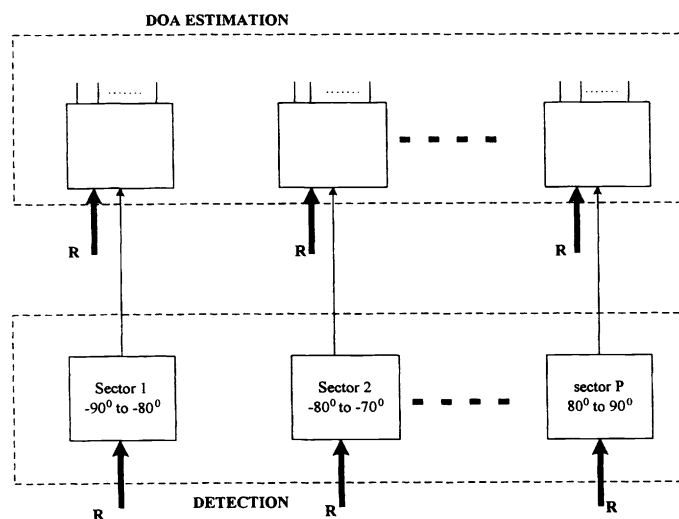 DOA ESTIMATION
........ ........ ........
R R R
Sector 1
-90⁰ to -80⁰
Sector 2
-80⁰ to -70⁰
sector P
80⁰ to 90⁰
R R R
DETECTION